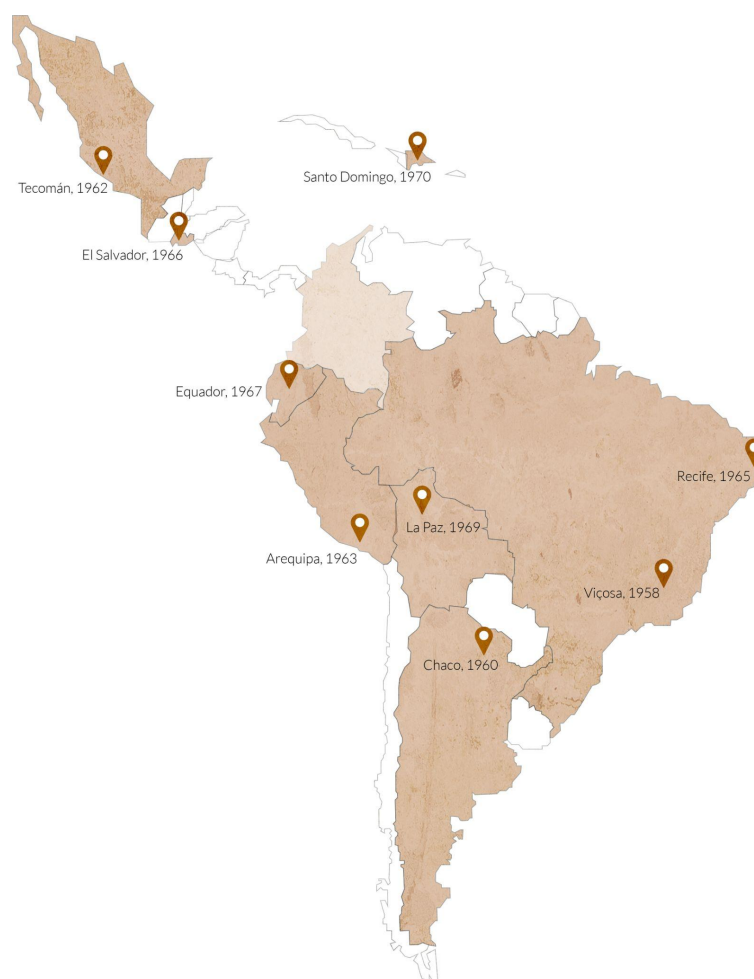 Tecomán, 1962
Santo Domingo, 1970
El Salvador, 1966
Equador, 1967
Recife, 1965
La Paz, 1969
Arequipa, 1963
Viçosa, 1958
Chaco, 1960